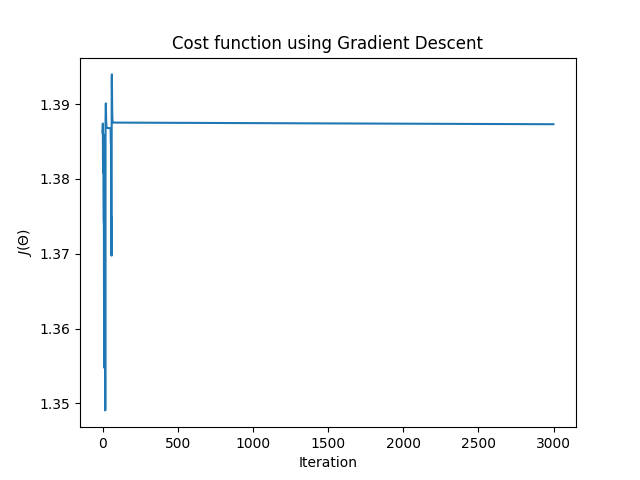 Cost function using Gradient Descent
J(Θ)
1.39
1.38
1.37
1.36
1.35
0 500 1000 1500 2000 2500 3000
Iteration